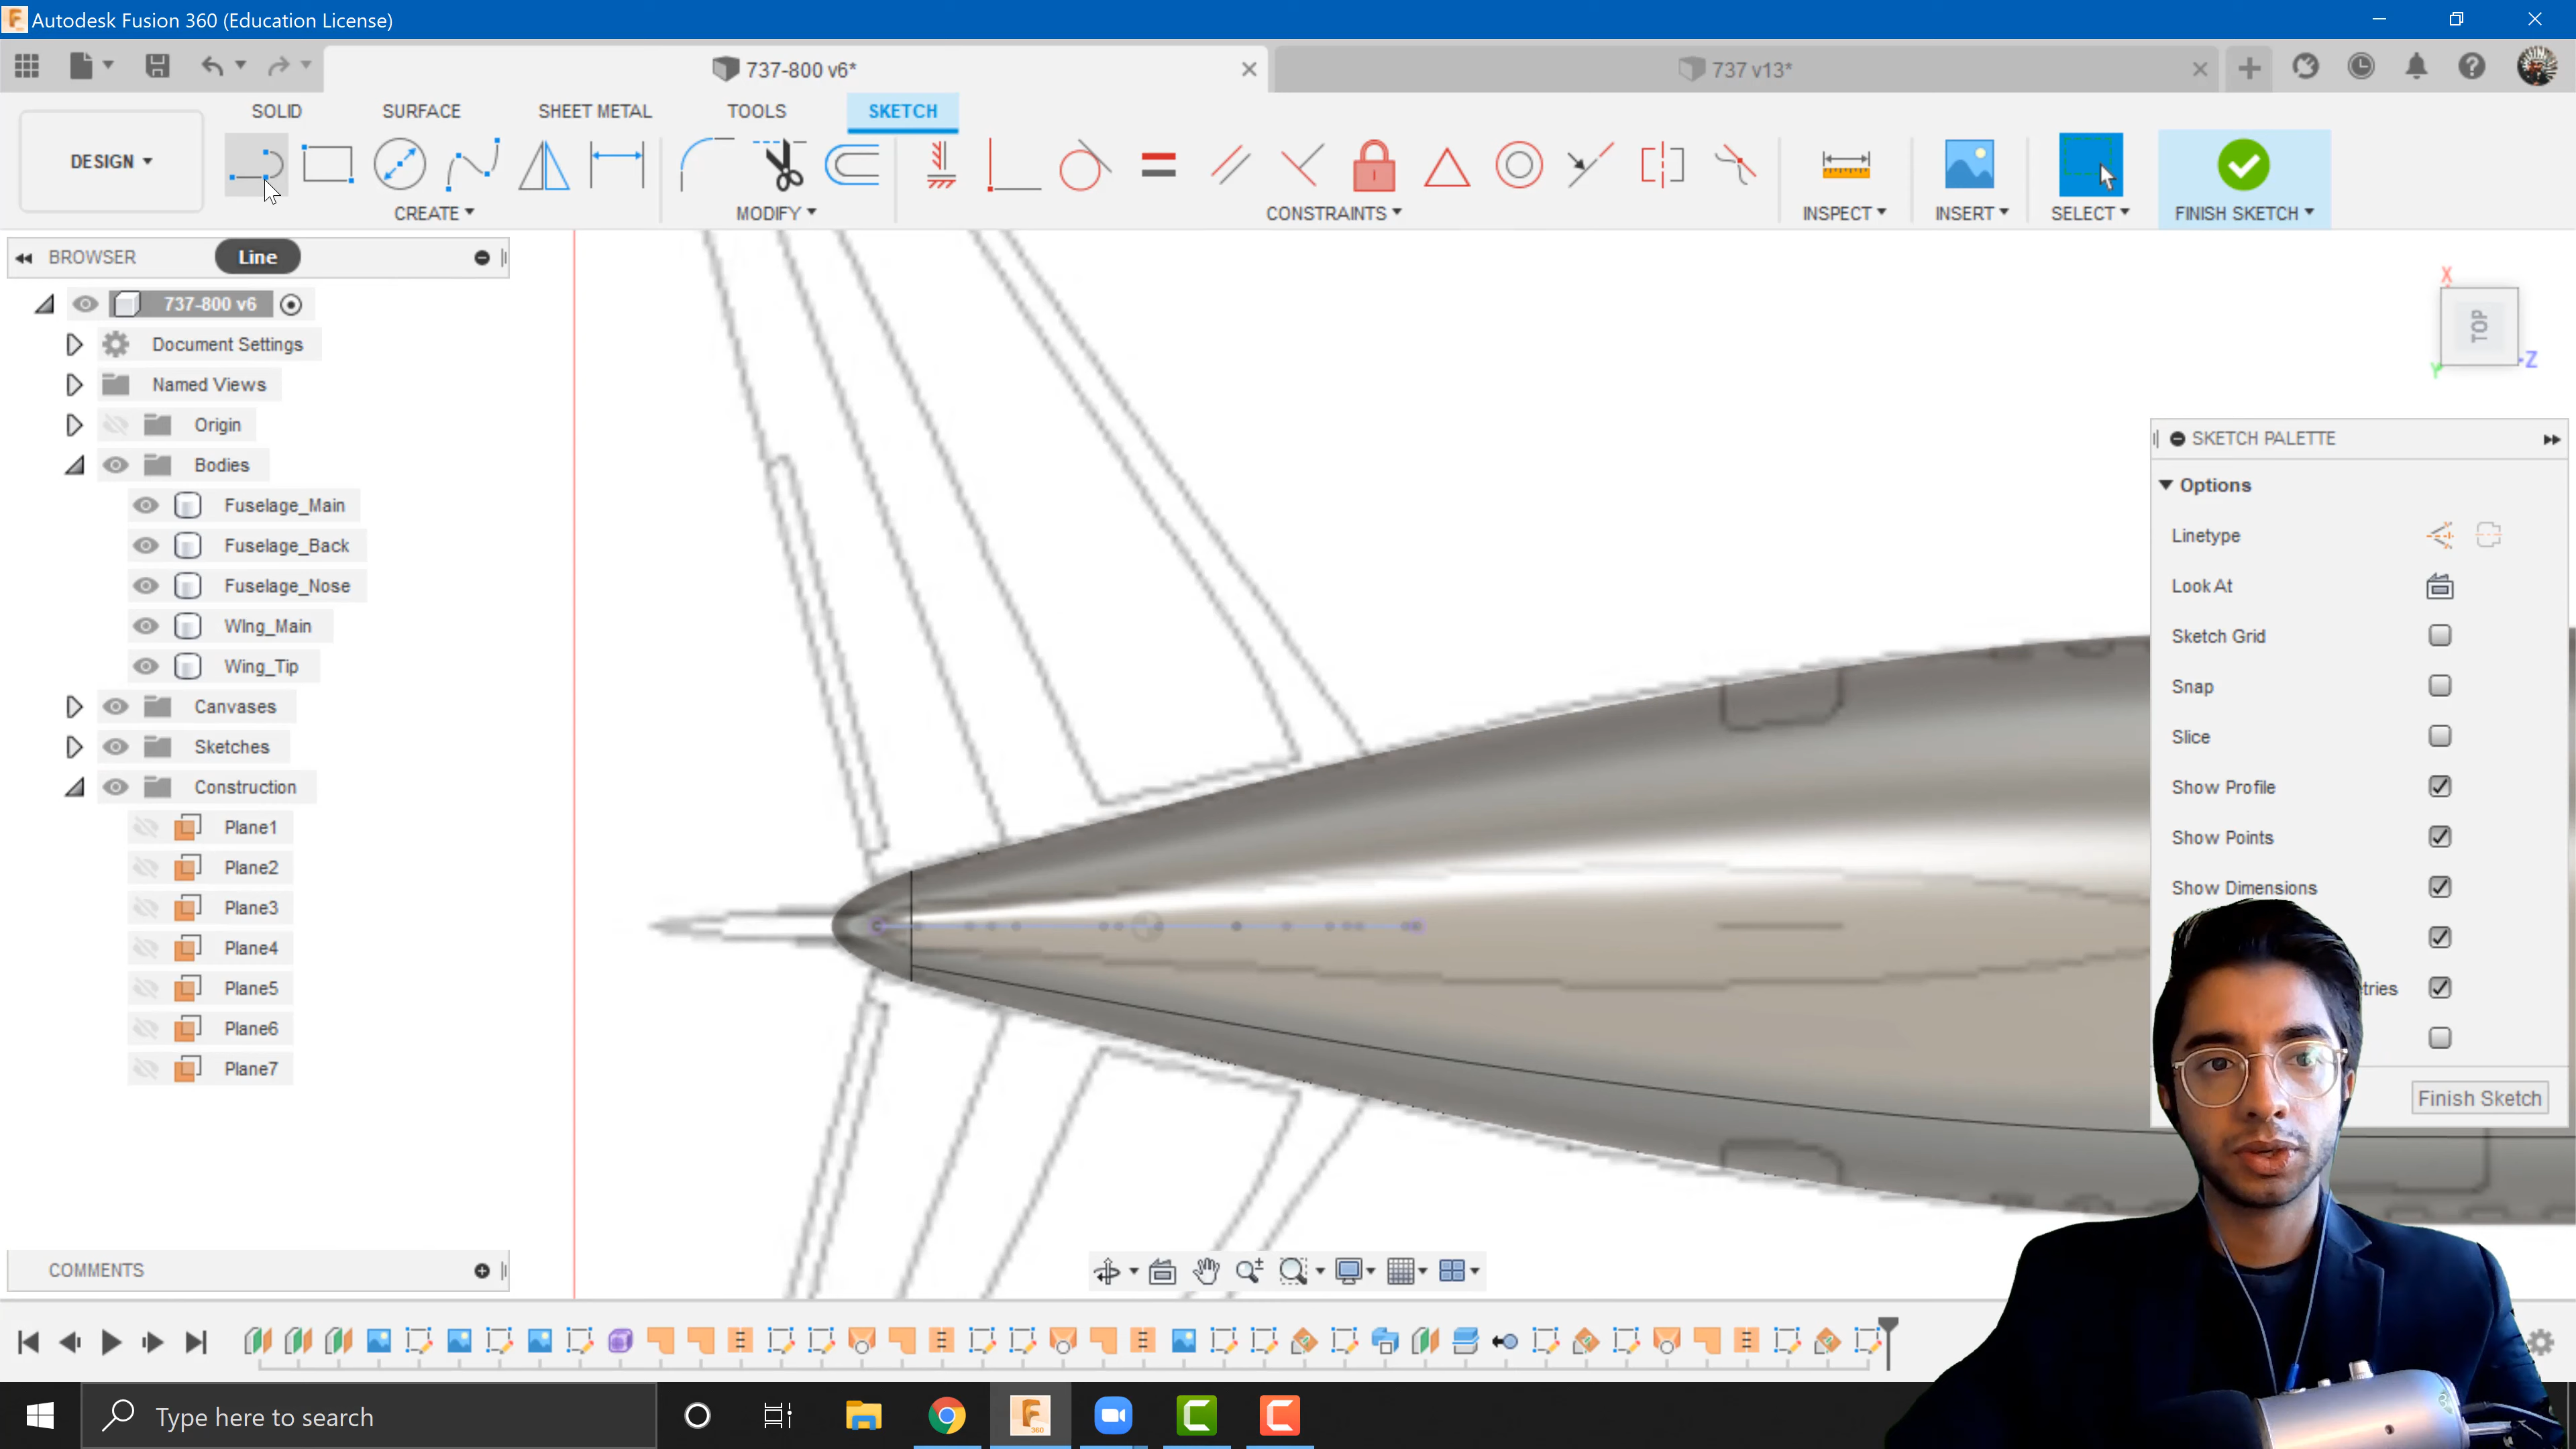 Autodesk Fusion 360 (Education License)
737-800 v6*
737 v13*
SOLID
SURFACE
SHEET METAL
TOOLS
SKETCH
DESIGN
CREATE
MODIFY
CONSTRAINTS
INSPECT
INSERT
SELECT
FINISH SKETCH
BROWSER
Line
737-800 v6
Document Settings
Named Views
Origin
Bodies
Fuselage_Main
Fuselage_Back
Fuselage_Nose
WIng_Main
Wing_Tip
Canvases
Sketches
Construction
Plane1
Plane2
Plane3
Plane4
Plane5
Plane6
Plane7
X
TOP
Y
-Z
SKETCH PALETTE
Options
Linetype
Look At
Sketch Grid
Snap
Slice
Show Profile
Show Points
Show Dimensions
tries
Finish Sketch
COMMENTS
Type here to search
F
360